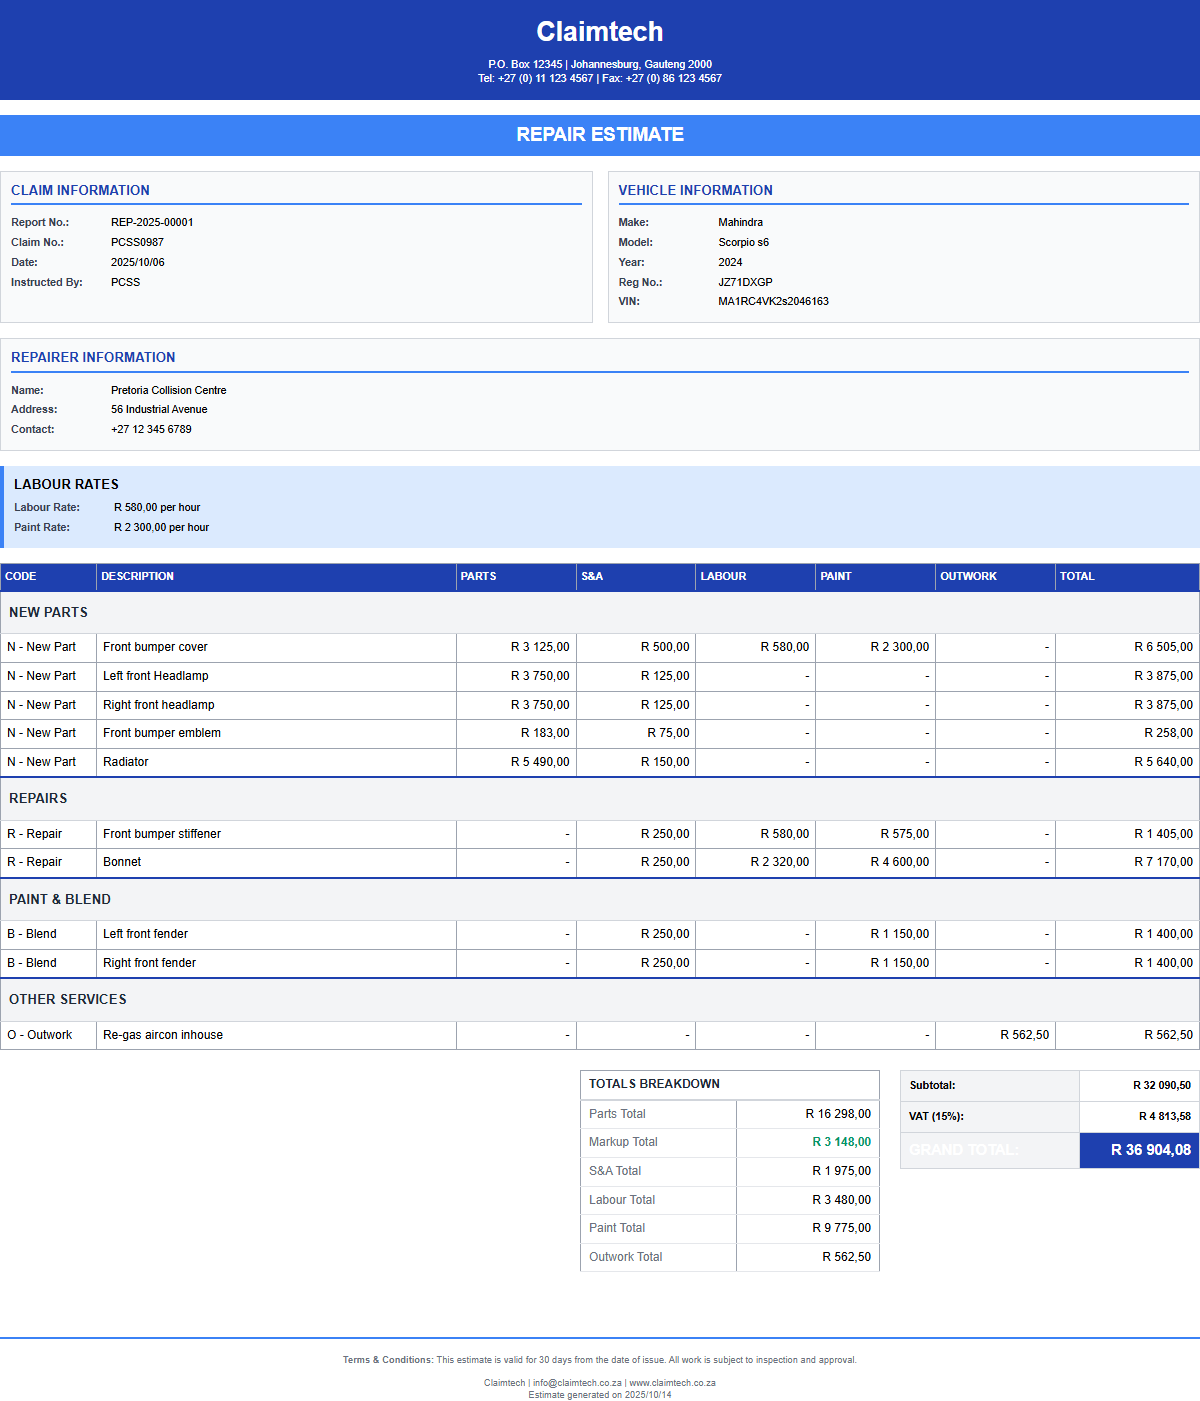 Claimtech
P.O. Box 12345 | Johannesburg, Gauteng 2000
Tel: +27 (0) 11 123 4567 | Fax: +27 (0) 86 123 4567
REPAIR ESTIMATE
CLAIM INFORMATION
Report No.: REP-2025-00001
Claim No.: PCSS0987
Date: 2025/10/06
Instructed By: PCSS
VEHICLE INFORMATION
Make: Mahindra
Model: Scorpio s6
Year: 2024
Reg No.: JZ71DXGP
VIN: MA1RC4VK2s2046163
REPAIRER INFORMATION
Name: Pretoria Collision Centre
Address: 56 Industrial Avenue
Contact: +27 12 345 6789
LABOUR RATES
Labour Rate: R 580,00 per hour
Paint Rate: R 2 300,00 per hour
CODE DESCRIPTION PARTS S&A LABOUR PAINT OUTWORK TOTAL
NEW PARTS
N - New Part Front bumper cover R 3 125,00 R 500,00 R 580,00 R 2 300,00 - R 6 505,00
N - New Part Left front Headlamp R 3 750,00 R 125,00 - - - R 3 875,00
N - New Part Right front headlamp R 3 750,00 R 125,00 - - - R 3 875,00
N - New Part Front bumper emblem R 183,00 R 75,00 - - - R 258,00
N - New Part Radiator R 5 490,00 R 150,00 - - - R 5 640,00
REPAIRS
R - Repair Front bumper stiffener - R 250,00 R 580,00 R 575,00 - R 1 405,00
R - Repair Bonnet - R 250,00 R 2 320,00 R 4 600,00 - R 7 170,00
PAINT & BLEND
B - Blend Left front fender - R 250,00 - R 1 150,00 - R 1 400,00
B - Blend Right front fender - R 250,00 - R 1 150,00 - R 1 400,00
OTHER SERVICES
O - Outwork Re-gas aircon inhouse - - - - R 562,50 R 562,50
TOTALS BREAKDOWN
Parts Total R 16 298,00
Markup Total R 3 148,00
S&A Total R 1 975,00
Labour Total R 3 480,00
Paint Total R 9 775,00
Outwork Total R 562,50
Subtotal: R 32 090,50
VAT (15%): R 4 813,58
GRAND TOTAL: R 36 904,08
Terms & Conditions: This estimate is valid for 30 days from the date of issue. All work is subject to inspection and approval.
Claimtech | info@claimtech.co.za | www.claimtech.co.za
Estimate generated on 2025/10/14